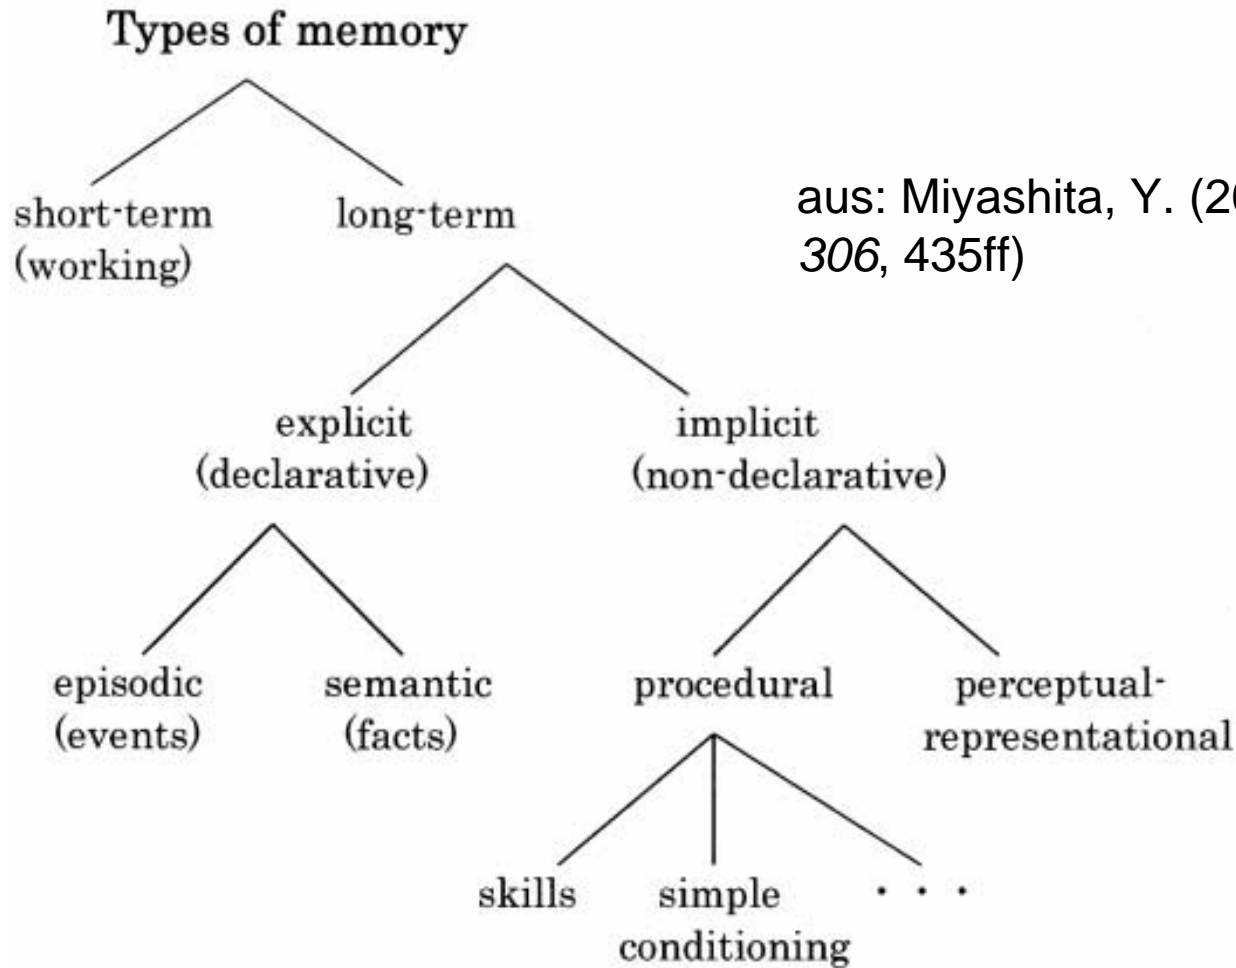 Types of memory
short-term long-term
(working)
aus: Miyashita, Y. (20
306, 435ff)
explicit implicit
(declarative) (non-declarative)
episodic semantic procedural perceptual-
(events) (facts) representational
skills simple . . .
conditioning